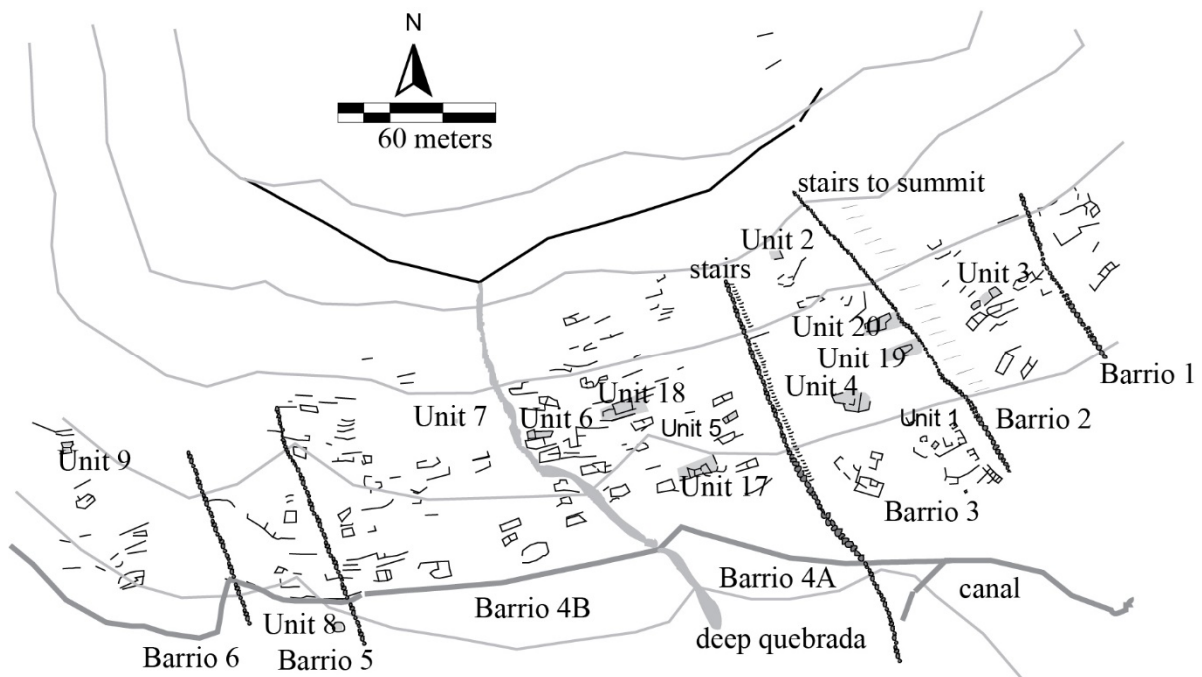 N
60 meters
stairs to summit
Unit 2
stairs
Unit 3
Unit 20
Unit 19
Barrio 1
Unit 4
Unit 18
Unit 7
Unit 6
Unit 5
Unit 1
Barrio 2
Unit 9
Unit 17
Barrio 3
Barrio 4A
canal
Barrio 4B
Unit 8
deep quebrada
Barrio 6
Barrio 5